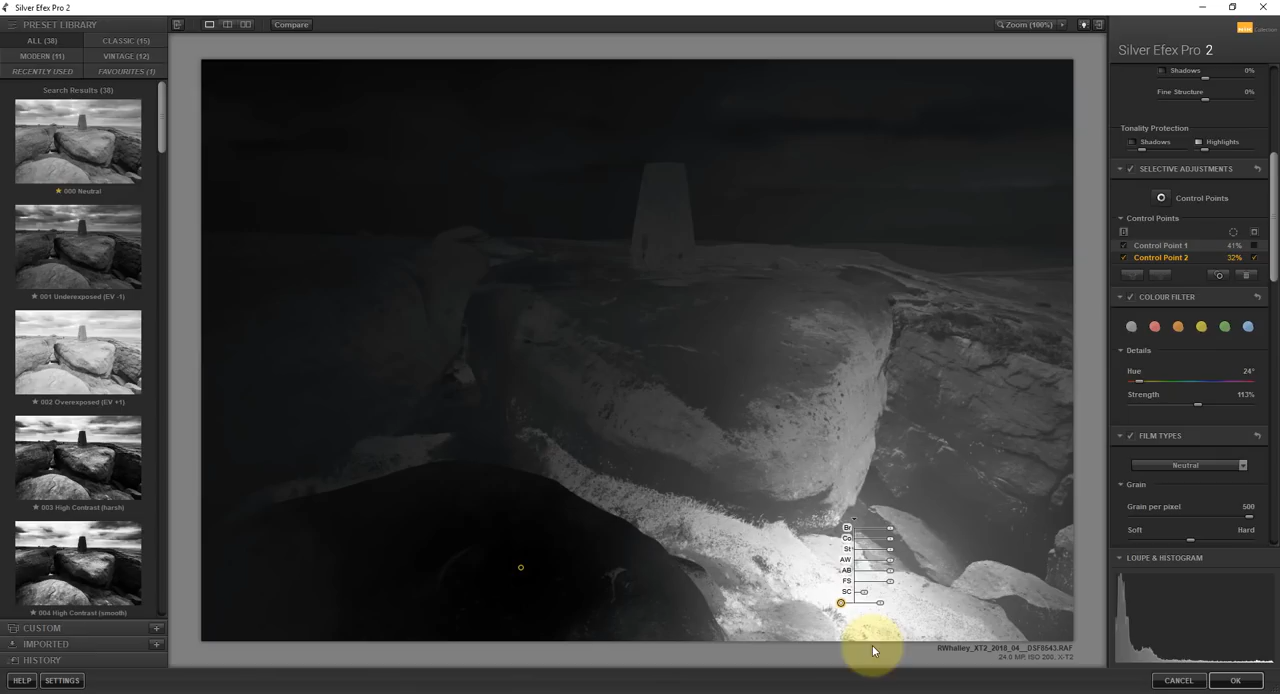 Silver Efex Pro 2
PRESET LIBRARY
ALL (38)
CLASSIC (15)
MODERN (11)
VINTAGE (12)
RECENTLY USED
FAVOURITES (1)
Search Results (38)
000 Neutral
001 Underexposed (EV -1)
002 Overexposed (EV +1)
003 High Contrast (harsh)
004 High Contrast (smooth)
CUSTOM
IMPORTED
HISTORY
HELP
SETTINGS
Compare
Zoom (100%)
Br
Co
St
AW
AB
FS
SC
RWhalley_XT2_2018_04__DSF8543.RAF
24.0 MP, ISO 200, X-T2
Collection
Silver Efex Pro 2
Shadows 0%
Fine Structure 0%
Tonality Protection
Shadows
Highlights
SELECTIVE ADJUSTMENTS
Control Points
Control Points
Control Point 1 41%
Control Point 2 32%
COLOUR FILTER
Details
Hue 24°
Strength 113%
FILM TYPES
Neutral
Grain
Grain per pixel 500
Soft Hard
LOUPE & HISTOGRAM
CANCEL
OK